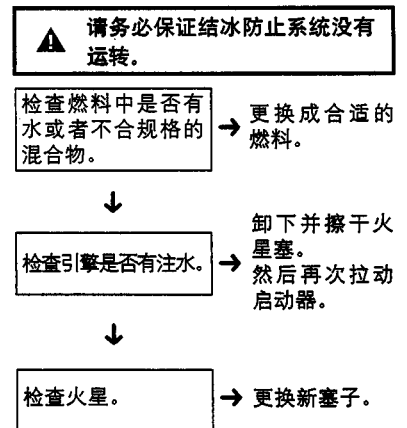 请务必保证结冰防止系统没有
运转。
检查燃料中是否有
水或者不合规格的
混合物。
更换成合适的
燃料。
检查引擎是否有注水。
卸下并擦干火
星塞。
然后再次拉动
启动器。
检查火星。
更换新塞子。